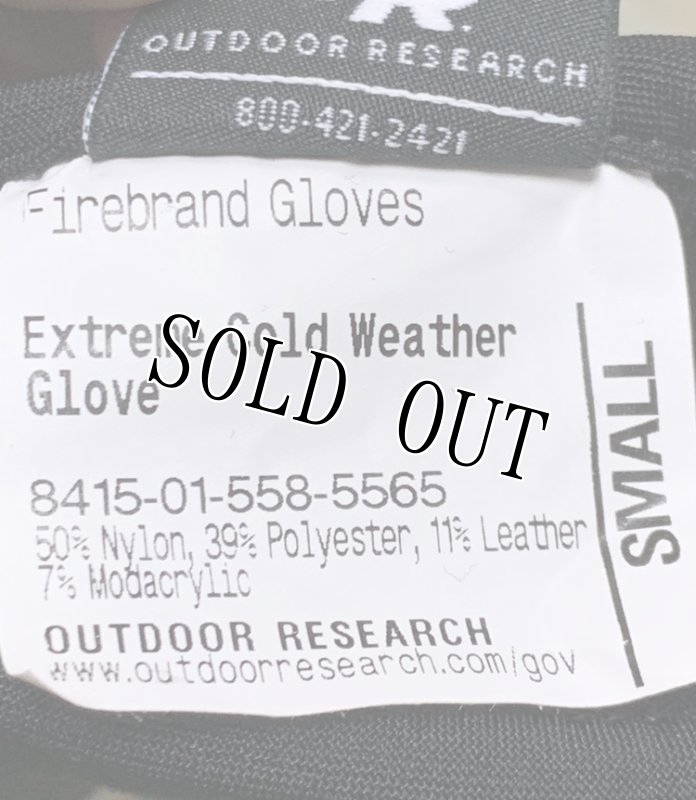 OUTDOOR RESEARCH
800-421-2421
Firebrand Gloves
Extreme Cold Weather
Glove
SOLD OUT
8415-01-558-5565
50% Nylon, 39% Polyester, 11% Leather
7% Modacrylic
OUTDOOR RESEARCH
www.outdoorresearch.com/gov
SMALL